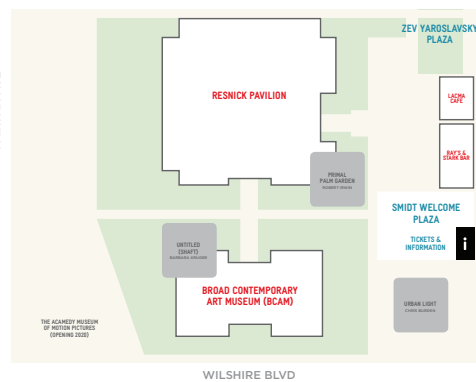 ZEV YAROSLAVSKY
PLAZA
RESNICK PAVILION
LACMA
CAFE
RAY'S &
STARK BAR
PRIMAL
PALM GARDEN
ROBERT IRWIN
SMIDT WELCOME
PLAZA
TICKETS &
INFORMATION
i
UNTITLED
(SHAFT)
BARBARA KRUGER
BROAD CONTEMPORARY
ART MUSEUM (BCAM)
URBAN LIGHT
CHRIS BURDEN
THE ACAMEDY MUSEUM
OF MOTION PICTURES
(OPENING 2020)
WILSHIRE BLVD